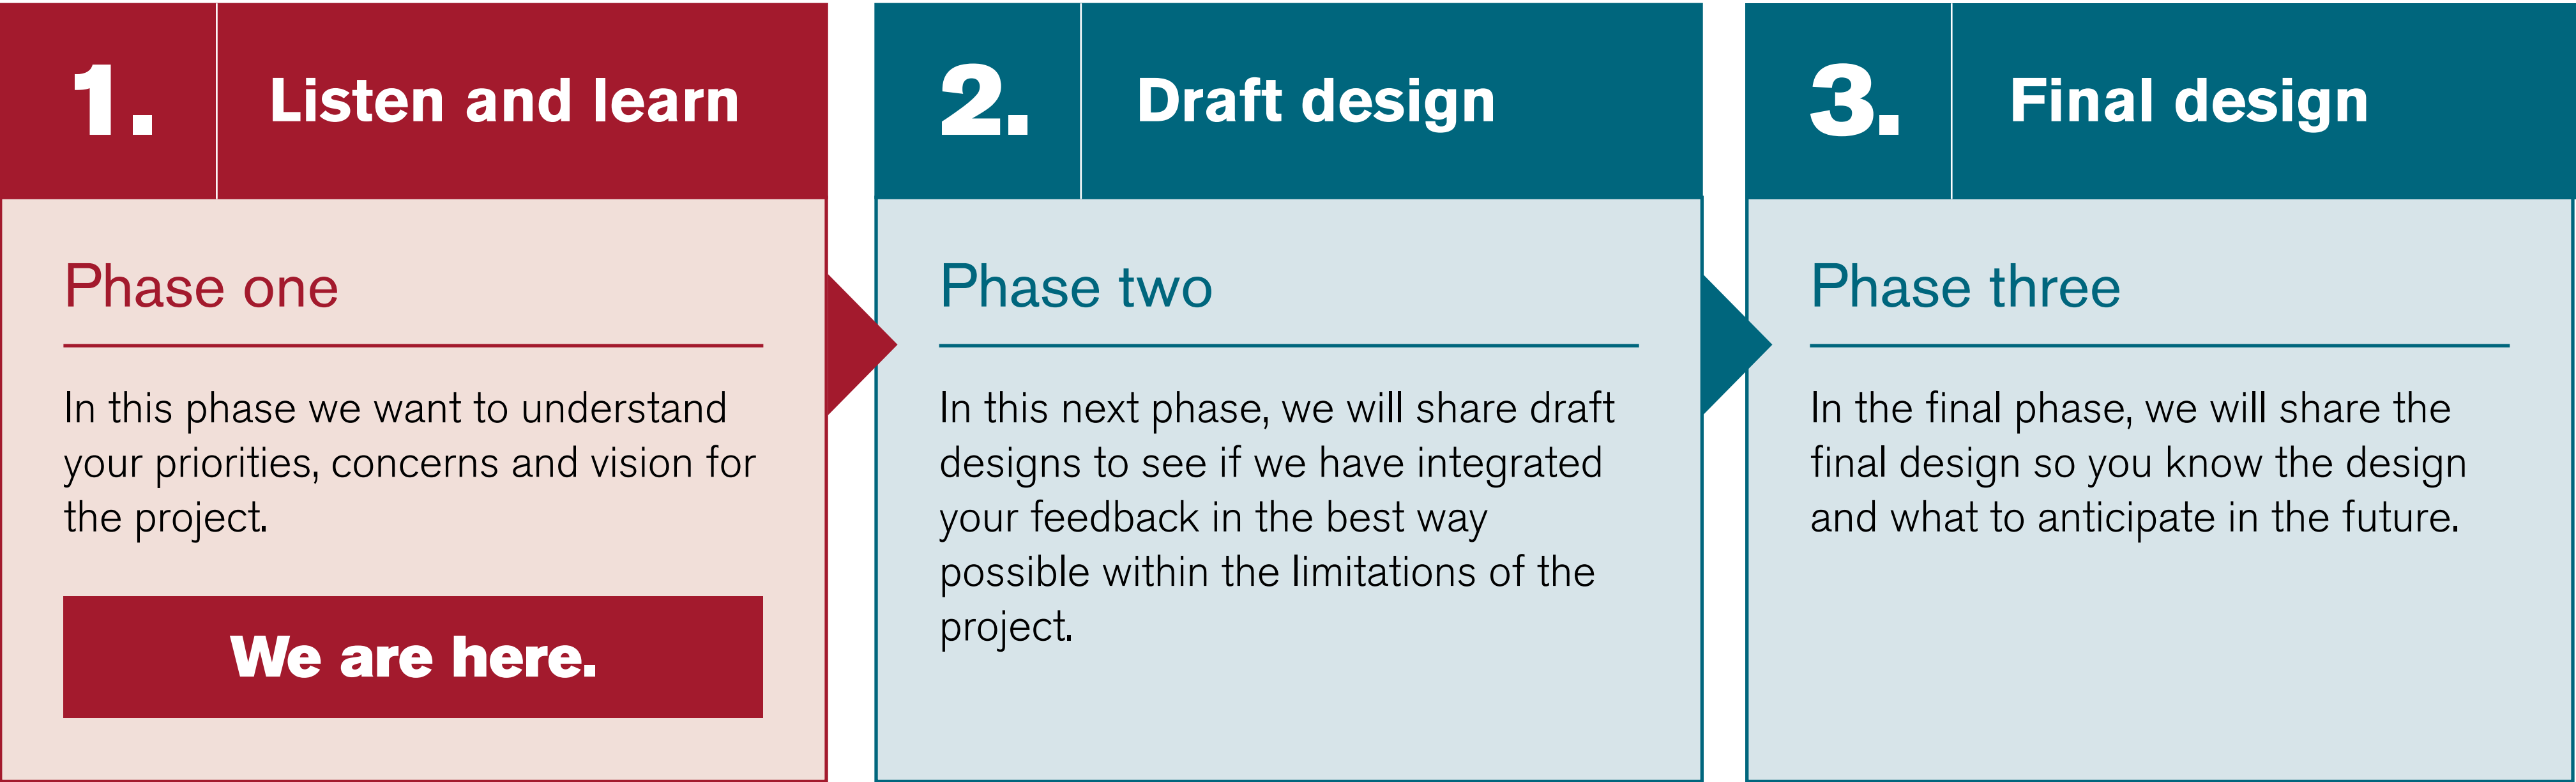 1.
Listen and learn
Phase one
In this phase we want to understand
your priorities, concerns and vision for
the project.
We are here.
2.
Draft design
Phase two
In this next phase, we will share draft
designs to see if we have integrated
your feedback in the best way
possible within the limitations of the
project.
3.
Final design
Phase three
In the final phase, we will share the
final design so you know the design
and what to anticipate in the future.